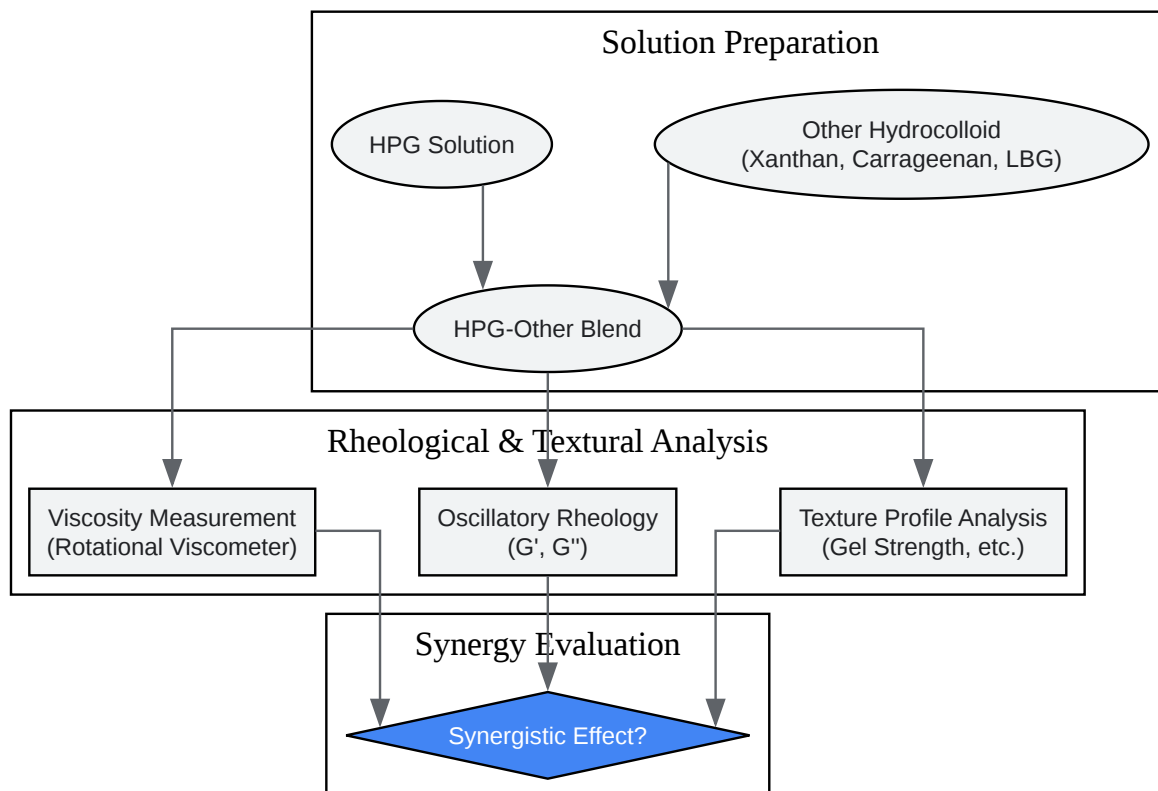 Solution Preparation
HPG Solution
Other Hydrocolloid
(Xanthan, Carrageenan, LBG)
HPG-Other Blend
Rheological & Textural Analysis
Viscosity Measurement
(Rotational Viscometer)
Oscillatory Rheology
(G', G'')
Texture Profile Analysis
(Gel Strength, etc.)
Synergy Evaluation
Synergistic Effect?